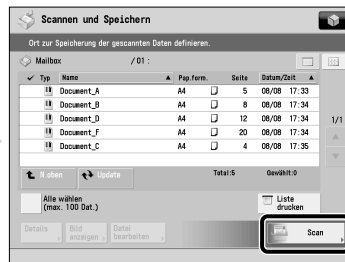 Scannen und Speichern
Ort zur Speicherung der gescannten Daten definieren.
Mailbox /01 :
✓ Typ Name ▲ Pap.form. Seite Datum/Zeit ▲
Document_A A4 5 08/08 17:33
Document_B A4 8 08/08 17:34
Document_D A4 12 08/08 17:34
Document_F A4 20 08/08 17:34
Document_C A4 4 08/08 17:35
1/1
N.oben Update Total:5 Gewählt:0
Alle wählen
(max. 100 Dat.)
Liste
drucken
Details
Bild
anzeigen
Datei
bearbeiten
Scan